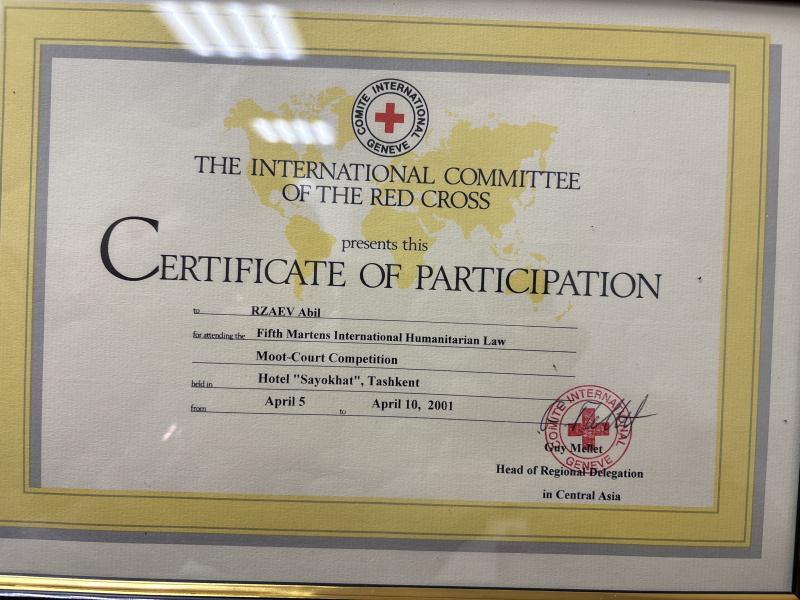 COMITE INTERNATIONAL
GENEVE
THE INTERNATIONAL COMMITTEE
OF THE RED CROSS
presents this
CERTIFICATE OF PARTICIPATION
to RZAEV Abil
for attending the Fifth Martens International Humanitarian Law
Moot-Court Competition
held in Hotel "Sayokhat", Tashkent
from April 5 to April 10, 2001
COMITE INTERNATIONAL
GENEVE
Guy Mellet
Head of Regional Delegation
in Central Asia